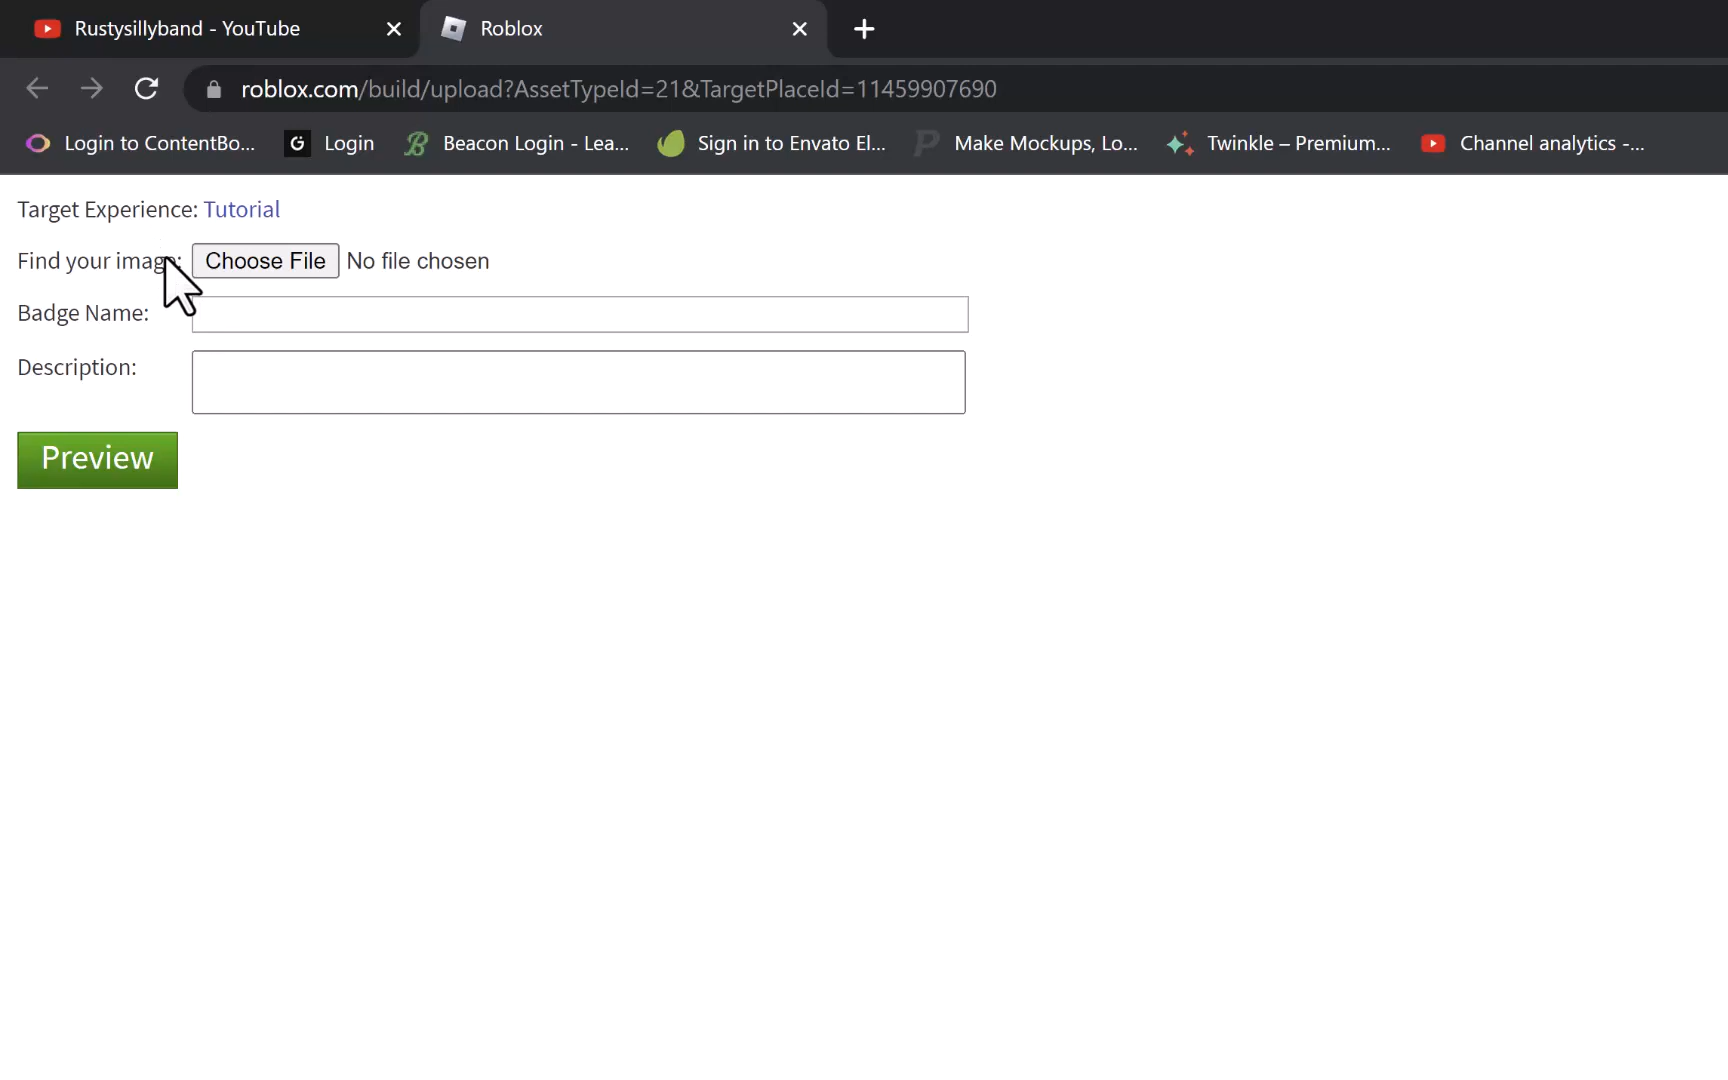 Rustysillyband - YouTube
Roblox
roblox.com/build/upload?AssetTypeId=21&TargetPlaceId=11459907690
Login to ContentBo...
G Login
B Beacon Login - Lea...
Sign in to Envato El...
P Make Mockups, Lo...
Twinkle – Premium...
Channel analytics -...
Target Experience: Tutorial
Find your image: Choose File No file chosen
Badge Name:
Description:
Preview